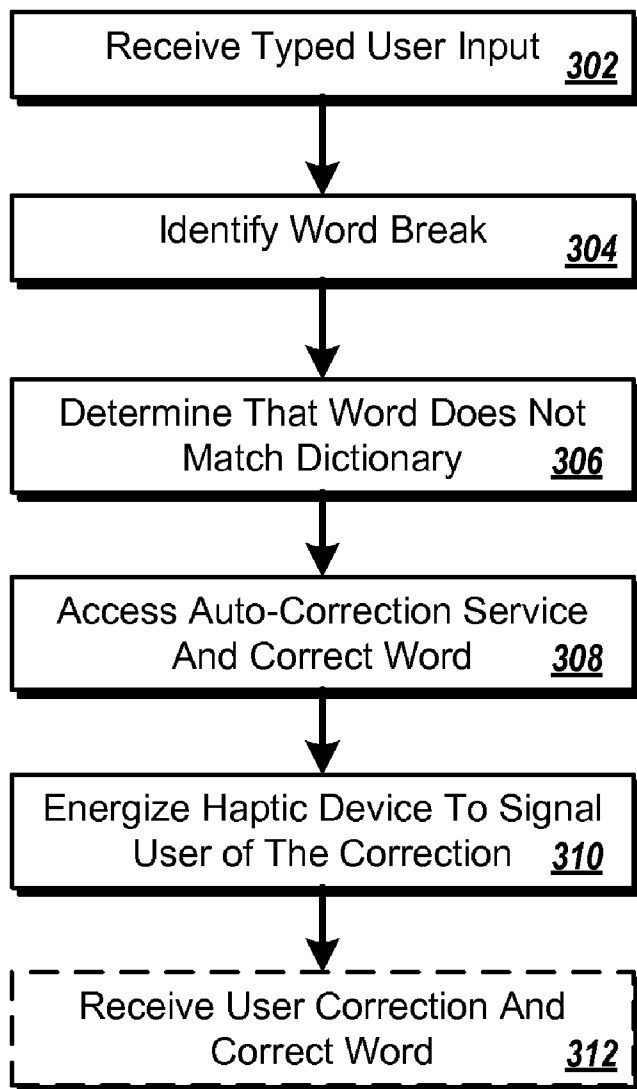 Receive Typed User Input
302
Identify Word Break
304
Determine That Word Does Not
Match Dictionary 306
Access Auto-Correction Service
And Correct Word 308
Energize Haptic Device To Signal
User of The Correction 310
Receive User Correction And
Correct Word 312